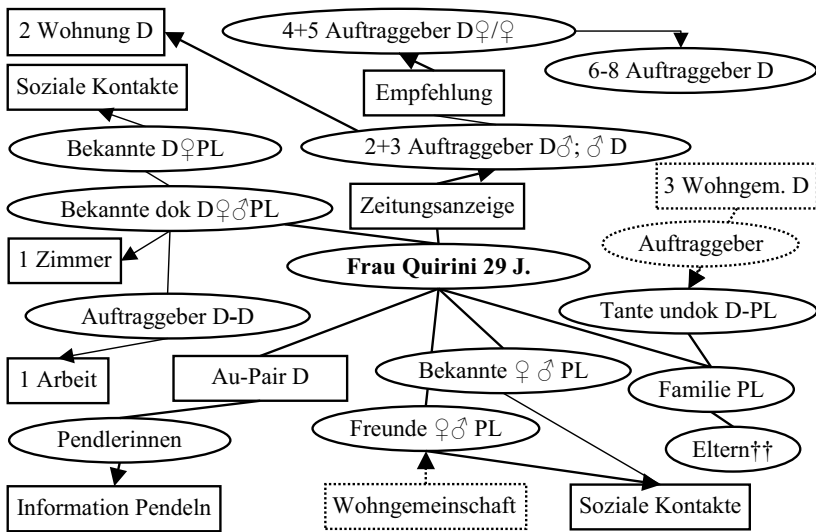 2 Wohnung D
4+5 Auftraggeber D♀/♀
6-8 Auftraggeber D
Soziale Kontakte
Empfehlung
Bekannte D♀PL
2+3 Auftraggeber D♂; ♂ D
3 Wohngem. D
Bekannte dok D♀♂PL
Zeitungsanzeige
Auftraggeber
1 Zimmer
Frau Quirini 29 J.
Auftraggeber D-D
Tante undok D-PL
1 Arbeit
Au-Pair D
Bekannte ♀ ♂ PL
Familie PL
Pendlerinnen
Freunde ♀♂ PL
Eltern††
Information Pendeln
Wohngemeinschaft
Soziale Kontakte